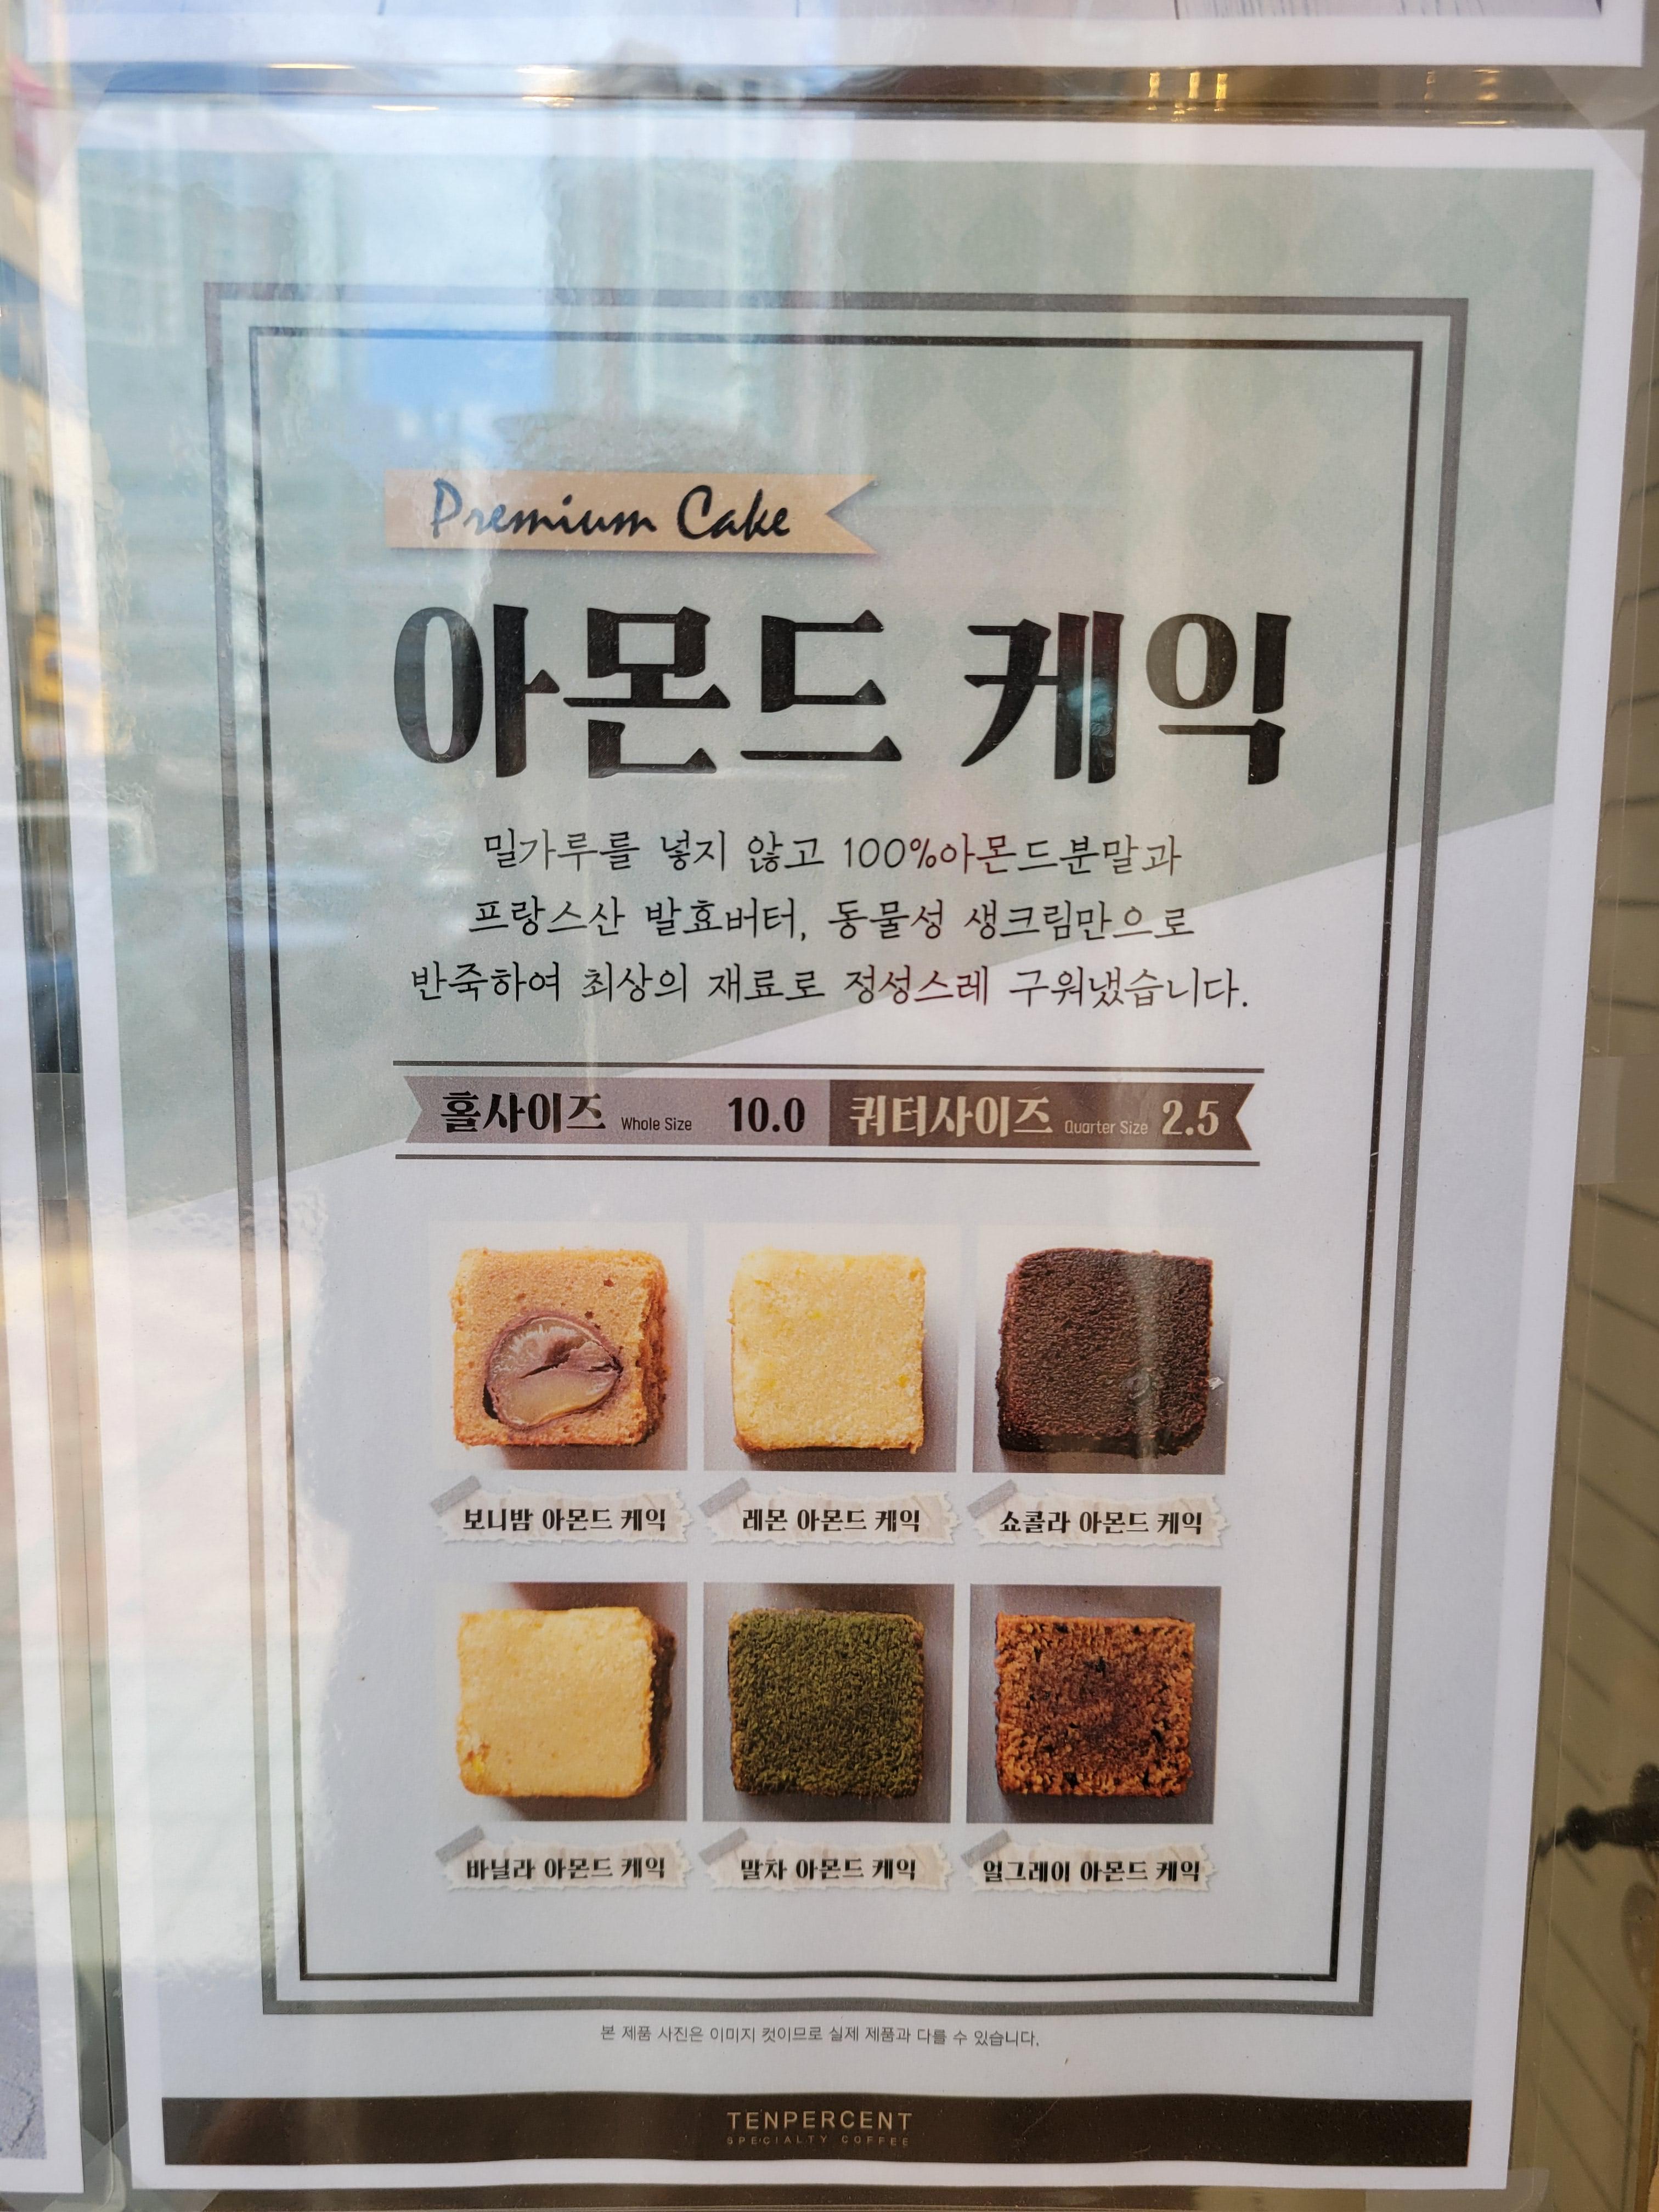 Premium Cake
아몬드 케익
밀가루를 넣지 않고 100%아몬드분말과
프랑스산 발효버터, 동물성 생크림만으로
반죽하여 최상의 재료로 정성스레 구워냈습니다.
홀사이즈 Whole Size 10.0 쿼터사이즈 Quarter Size 2.5
보니밤 아몬드 케익 레몬 아몬드 케익 쇼콜라 아몬드 케익
바닐라 아몬드 케익 말차 아몬드 케익 얼그레이 아몬드 케익
본 제품 사진은 이미지 컷이므로 실제 제품과 다를 수 있습니다.
TENPERCENT
SPECIALTY COFFEE